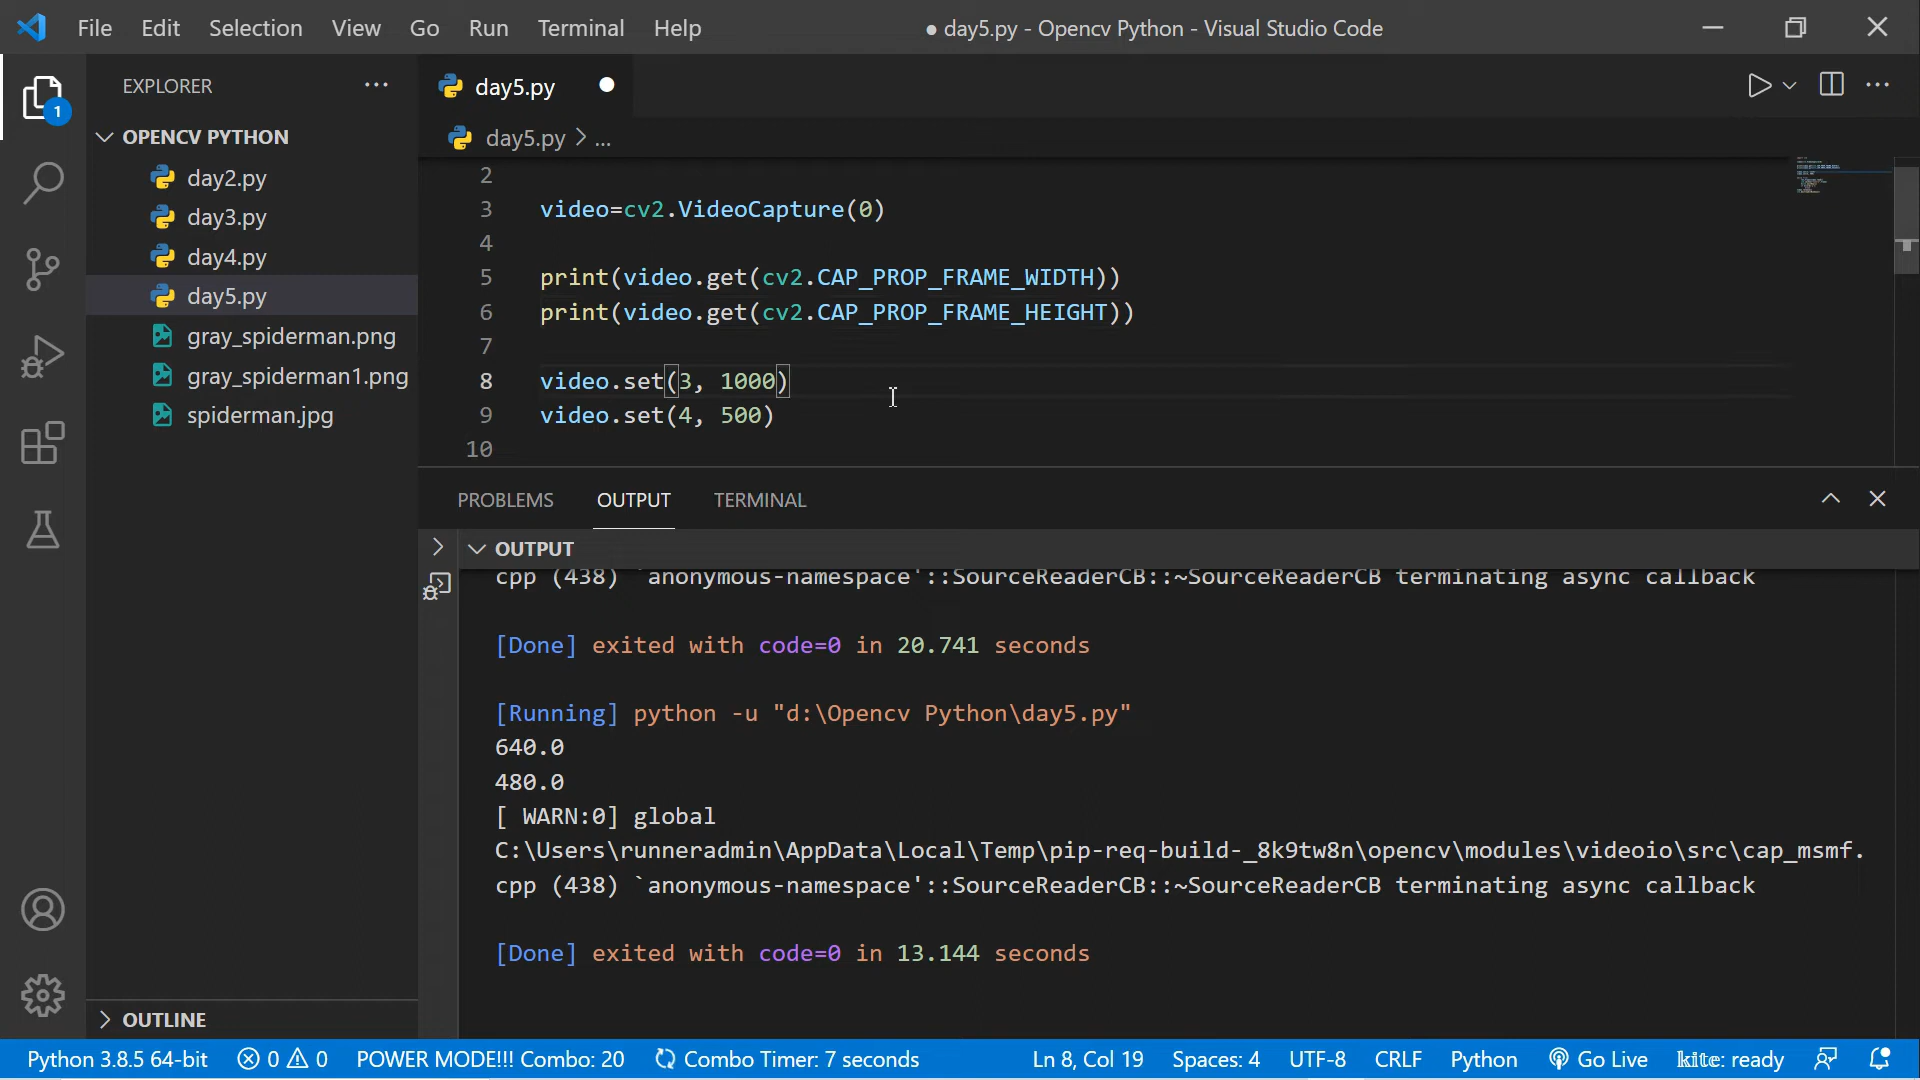 File Edit Selection View Go Run Terminal Help
● day5.py - Opencv Python - Visual Studio Code
EXPLORER
1
OPENCV PYTHON
day2.py
day3.py
day4.py
day5.py
gray_spiderman.png
gray_spiderman1.png
spiderman.jpg
OUTLINE
day5.py
day5.py > ...
2
3 video=cv2.VideoCapture(0)
4
5 print(video.get(cv2.CAP_PROP_FRAME_WIDTH))
6 print(video.get(cv2.CAP_PROP_FRAME_HEIGHT))
7
8 video.set(3, 1000)
9 video.set(4, 500)
10
PROBLEMS OUTPUT TERMINAL
OUTPUT
cpp (438) `anonymous-namespace'::SourceReaderCB::~SourceReaderCB terminating async callback
[Done] exited with code=0 in 20.741 seconds
[Running] python -u "d:\Opencv Python\day5.py"
640.0
480.0
[ WARN:0] global
C:\Users\runneradmin\AppData\Local\Temp\pip-req-build-_8k9tw8n\opencv\modules\videoio\src\cap_msmf.
cpp (438) `anonymous-namespace'::SourceReaderCB::~SourceReaderCB terminating async callback
[Done] exited with code=0 in 13.144 seconds
Python 3.8.5 64-bit 0 0 POWER MODE!!! Combo: 20 Combo Timer: 7 seconds Ln 8, Col 19 Spaces: 4 UTF-8 CRLF Python Go Live kite: ready